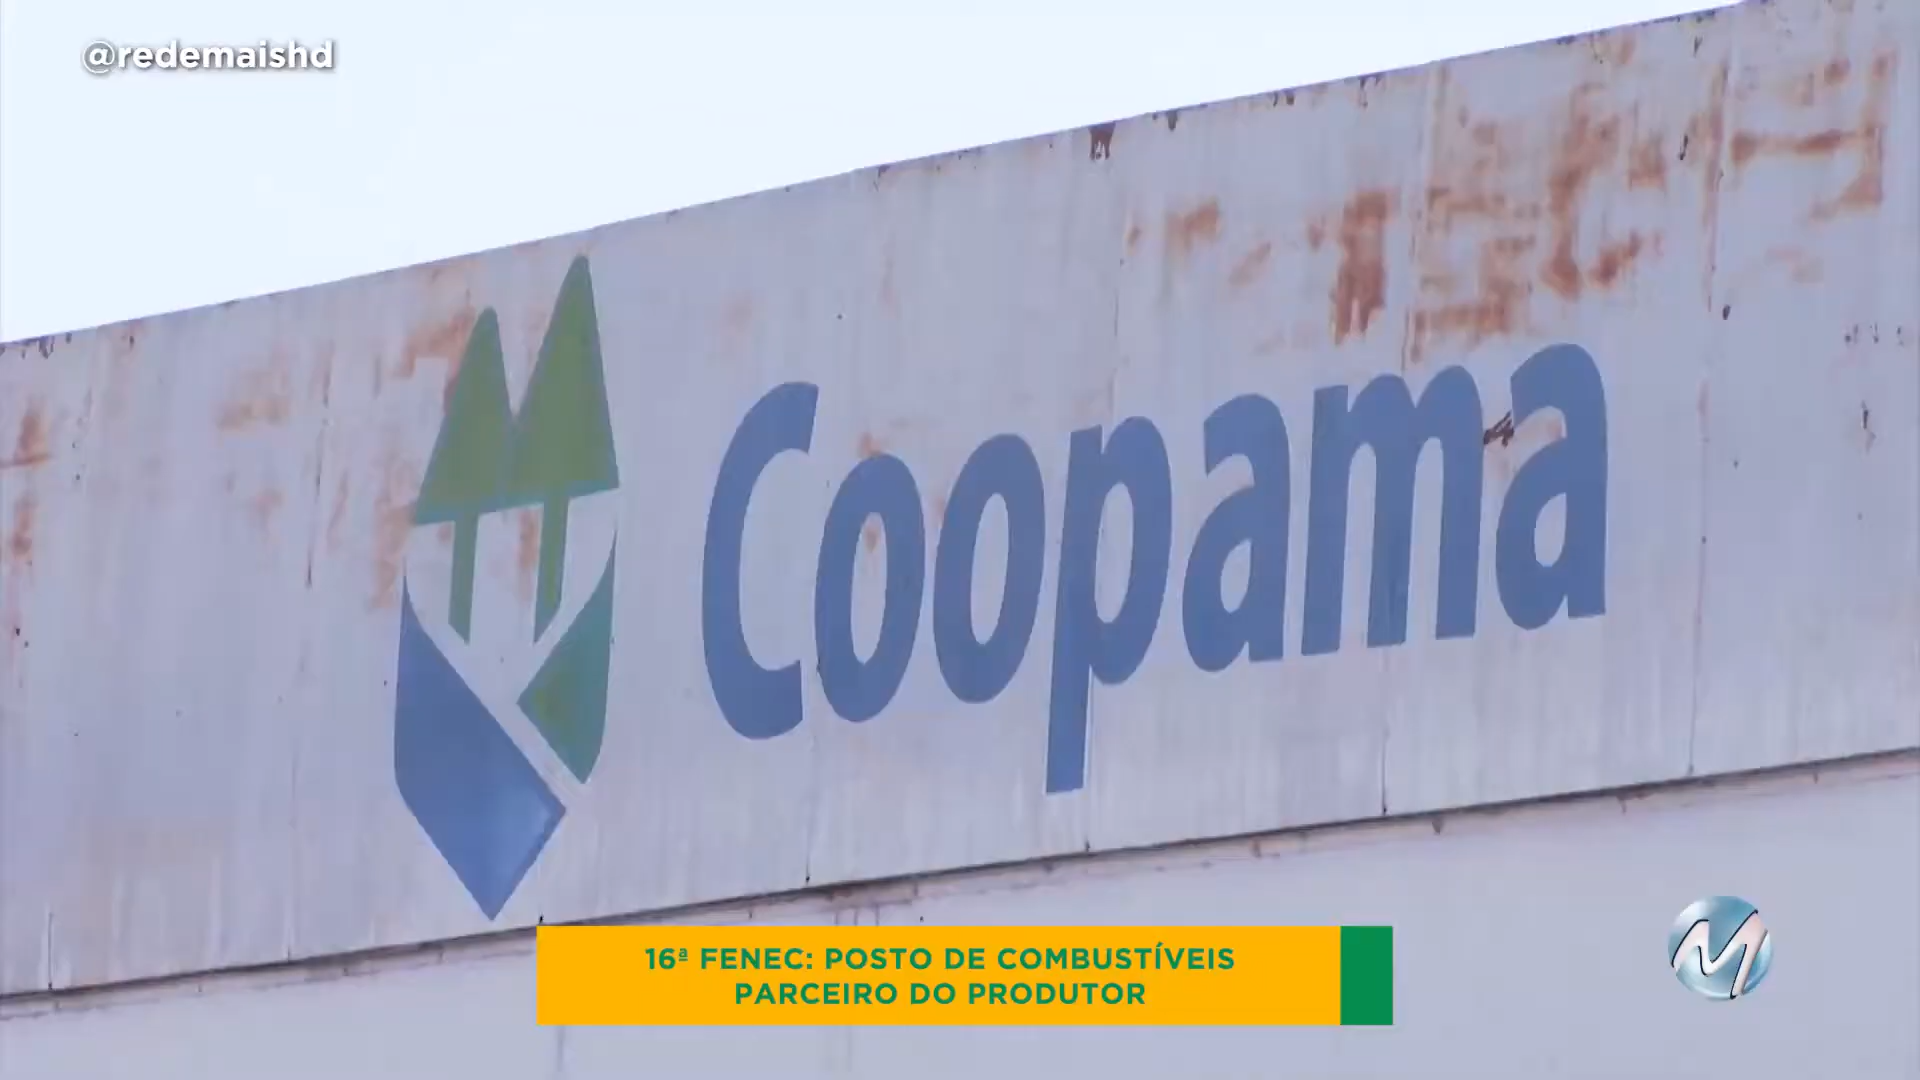 @redemaishd
Coopama
16ª FENEC: POSTO DE COMBUSTÍVEIS
PARCEIRO DO PRODUTOR
M